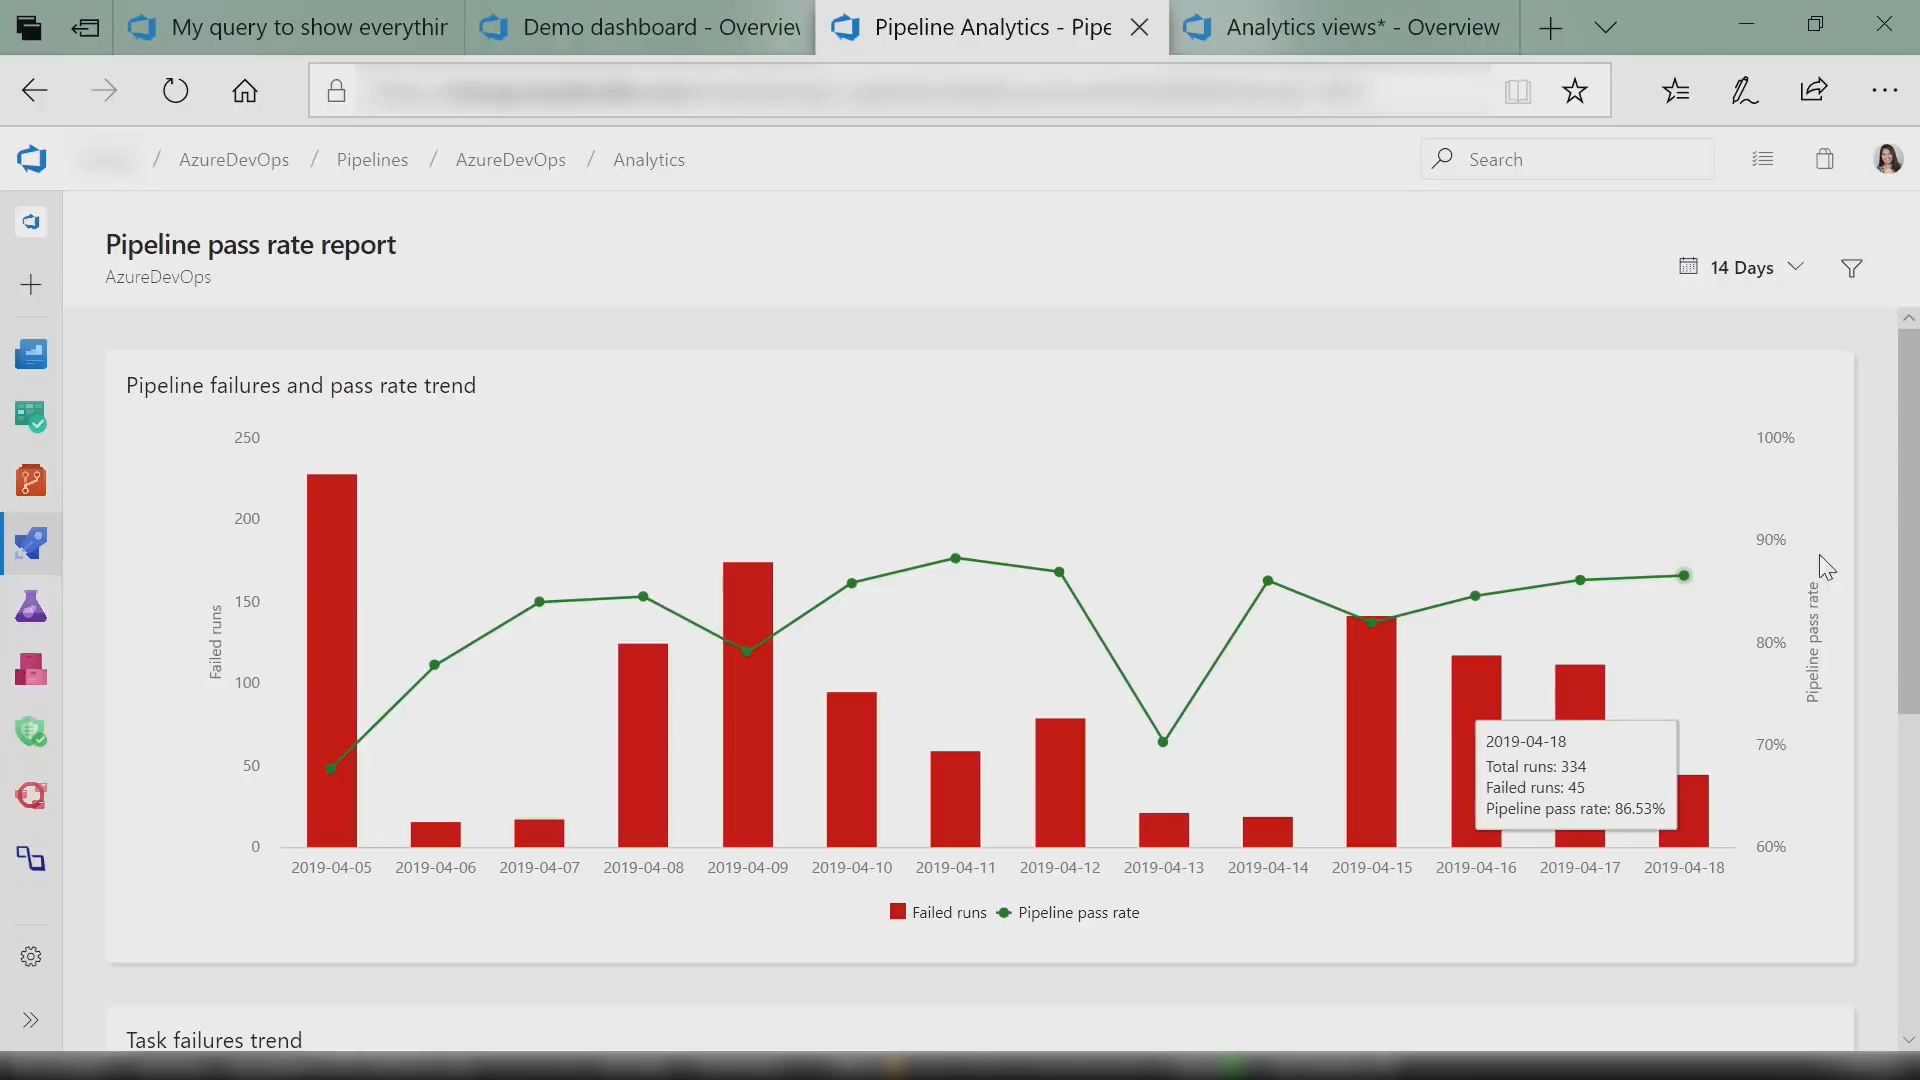 My query to show everythir
Demo dashboard - Overview
Pipeline Analytics - Pipe
Analytics views* - Overview
/ AzureDevOps / Pipelines / AzureDevOps / Analytics
Search
Pipeline pass rate report
AzureDevOps
14 Days
Pipeline failures and pass rate trend
250
200
150
100
50
0
Failed runs
100%
90%
80%
70%
60%
Pipeline pass rate
2019-04-18
Total runs: 334
Failed runs: 45
Pipeline pass rate: 86.53%
2019-04-05 2019-04-06 2019-04-07 2019-04-08 2019-04-09 2019-04-10 2019-04-11 2019-04-12 2019-04-13 2019-04-14 2019-04-15 2019-04-16 2019-04-17 2019-04-18
Failed runs Pipeline pass rate
Task failures trend